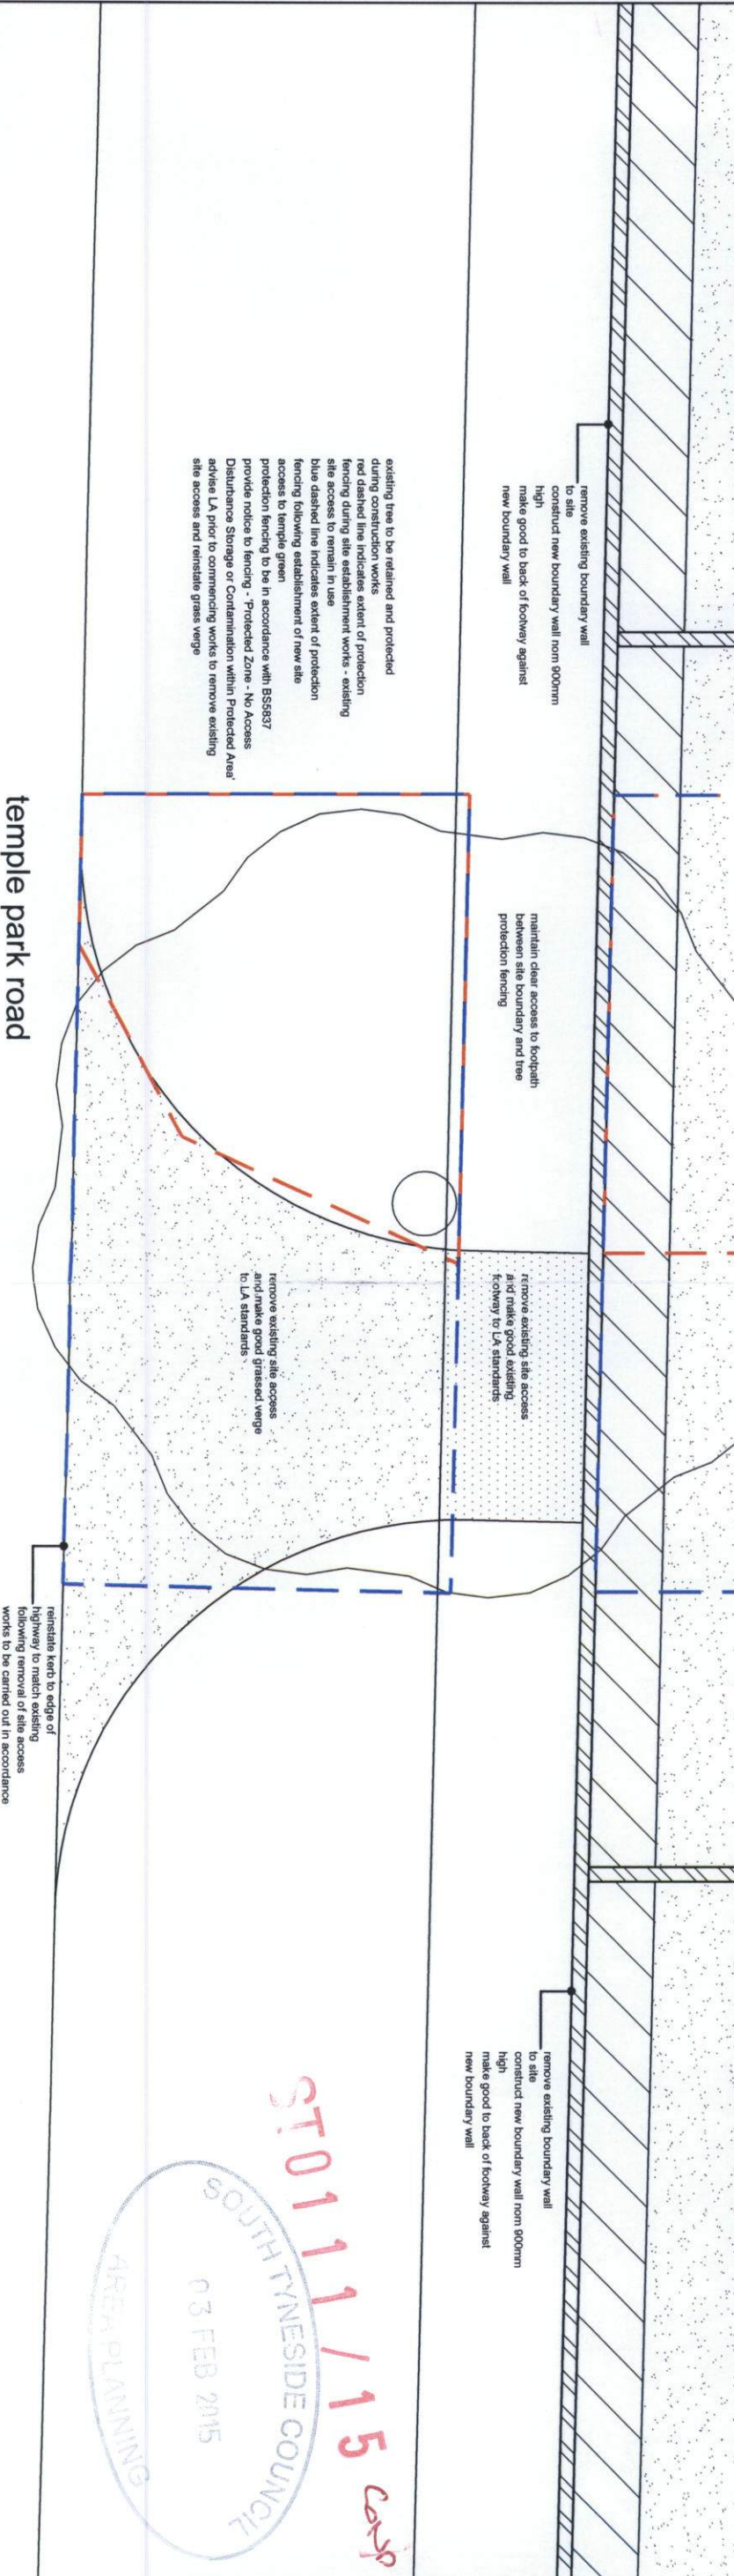 remove existing boundary wall
to site
construct new boundary wall nom 900mm
high
make good to back of footway against
new boundary wall
existing tree to be retained and protected
during construction works
red dashed line indicates extent of protection
fencing during site establishment works - existing
site access to remain in use
blue dashed line indicates extent of protection
fencing following establishment of new site
access to temple green
protection fencing to be in accordance with BS5837
provide notice to fencing - 'Protected Zone - No Access
Disturbance Storage or Contamination within Protected Area'
advise LA prior to commencing works to remove existing
site access and reinstate grass verge
maintain clear access to footpath
between site boundary and tree
protection fencing
temple park road
remove existing site access
and make good existing
footway to LA standards
remove existing site access
and make good grassed verge
to LA standards
reinstate kerb to edge of
highway to match existing
following removal of site access
works to be carried out in accordance
remove existing boundary wall
to site
construct new boundary wall nom 900mm
high
make good to back of footway against
new boundary wall
ST 0111/15 COND
SOUTH TYNESIDE COUNCIL
03 FEB 2015
AREA PLANNING